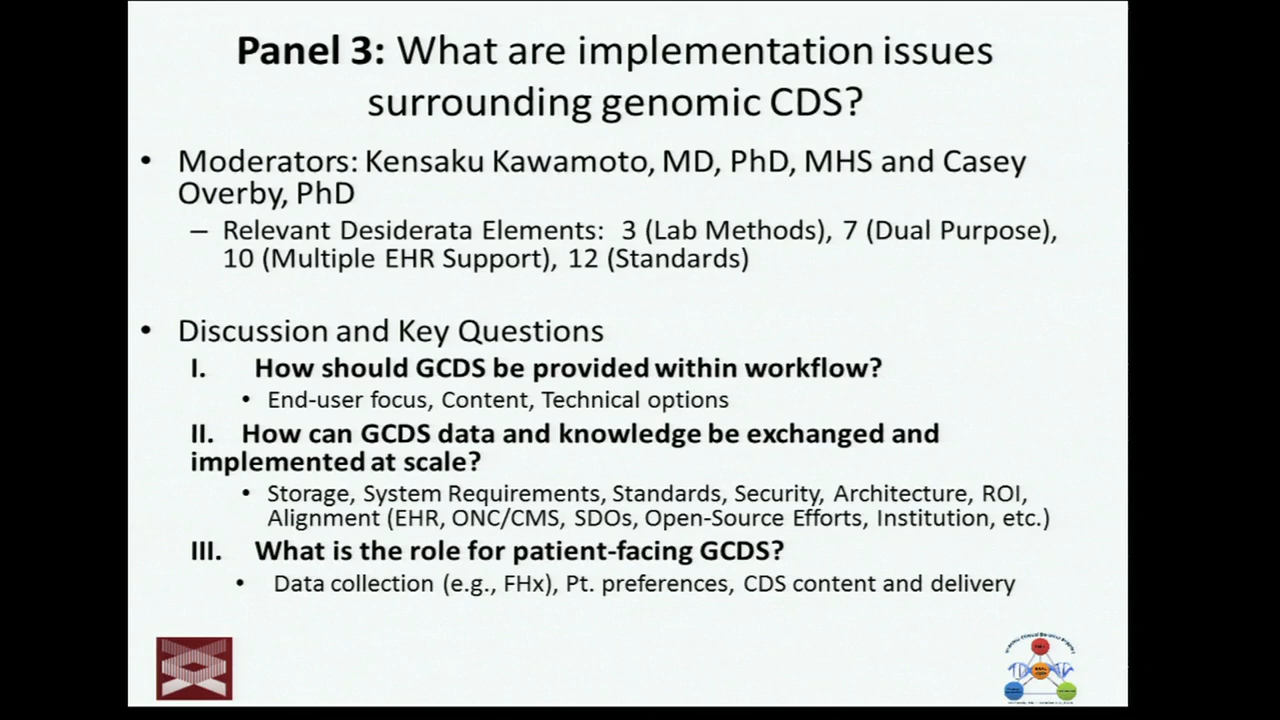 Panel 3: What are implementation issues
surrounding genomic CDS?
• Moderators: Kensaku Kawamoto, MD, PhD, MHS and Casey
Overby, PhD
– Relevant Desiderata Elements: 3 (Lab Methods), 7 (Dual Purpose),
10 (Multiple EHR Support), 12 (Standards)
• Discussion and Key Questions
I. How should GCDS be provided within workflow?
• End-user focus, Content, Technical options
II. How can GCDS data and knowledge be exchanged and
implemented at scale?
• Storage, System Requirements, Standards, Security, Architecture, ROI,
Alignment (EHR, ONC/CMS, SDOs, Open-Source Efforts, Institution, etc.)
III. What is the role for patient-facing GCDS?
• Data collection (e.g., FHx), Pt. preferences, CDS content and delivery